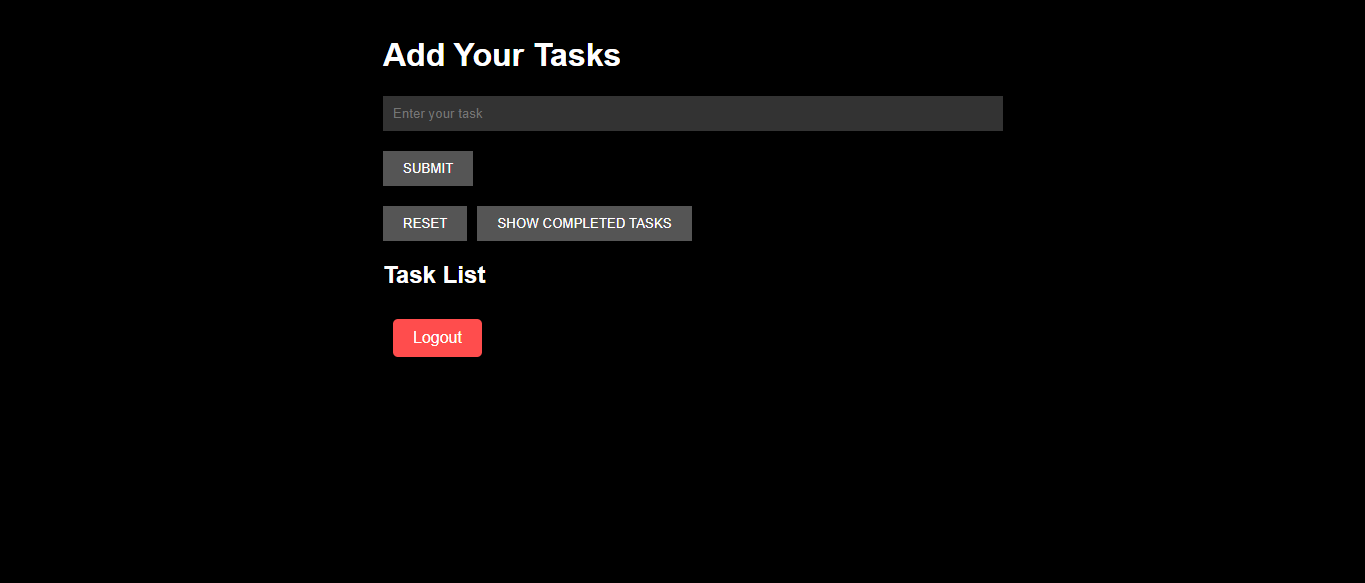 Add Your Tasks
Enter your task
SUBMIT
RESET SHOW COMPLETED TASKS
Task List
Logout